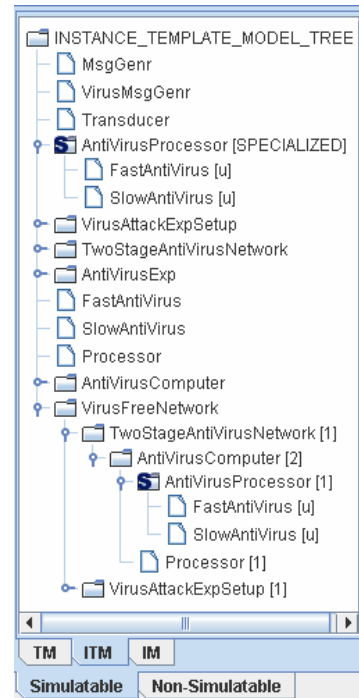 INSTANCE_TEMPLATE_MODEL_TREE
MsgGenr
VirusMsgGenr
Transducer
S AntiVirusProcessor [SPECIALIZED]
FastAntiVirus [u]
SlowAntiVirus [u]
VirusAttackExpSetup
TwoStageAntiVirusNetwork
AntiVirusExp
FastAntiVirus
SlowAntiVirus
Processor
AntiVirusComputer
VirusFreeNetwork
TwoStageAntiVirusNetwork [1]
AntiVirusComputer [2]
S AntiVirusProcessor [1]
FastAntiVirus [u]
SlowAntiVirus [u]
Processor [1]
VirusAttackExpSetup [1]
TM ITM IM
Simulatable Non-Simulatable